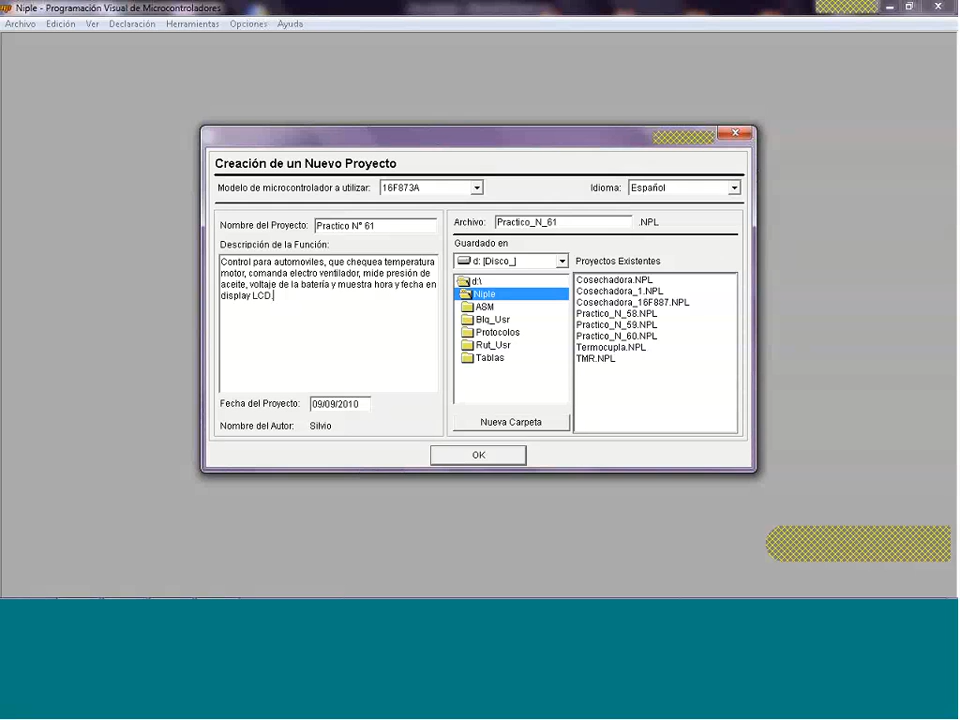 Niple - Programación Visual de Microcontroladores
Archivo Edición Ver Declaración Herramientas Opciones Ayuda
Creación de un Nuevo Proyecto
Modelo de microcontrolador a utilizar: 16F873A
Idioma: Español
Nombre del Proyecto: Practico N° 61
Descripción de la Función:
Control para automoviles, que chequea temperatura
motor, comanda electro ventilador, mide presión de
aceite, voltaje de la batería y muestra hora y fecha en
display LCD.
Fecha del Proyecto: 09/09/2010
Nombre del Autor: Silvio
Archivo: Practico_N_61 .NPL
Guardado en
d: [Disco_]
d:\
Niple
ASM
Blq_Usr
Protocolos
Rut_Usr
Tablas
Nueva Carpeta
Proyectos Existentes
Cosechadora.NPL
Cosechadora_1.NPL
Cosechadora_16F887.NPL
Practico_N_58.NPL
Practico_N_59.NPL
Practico_N_60.NPL
Termocupla.NPL
TMR.NPL
OK